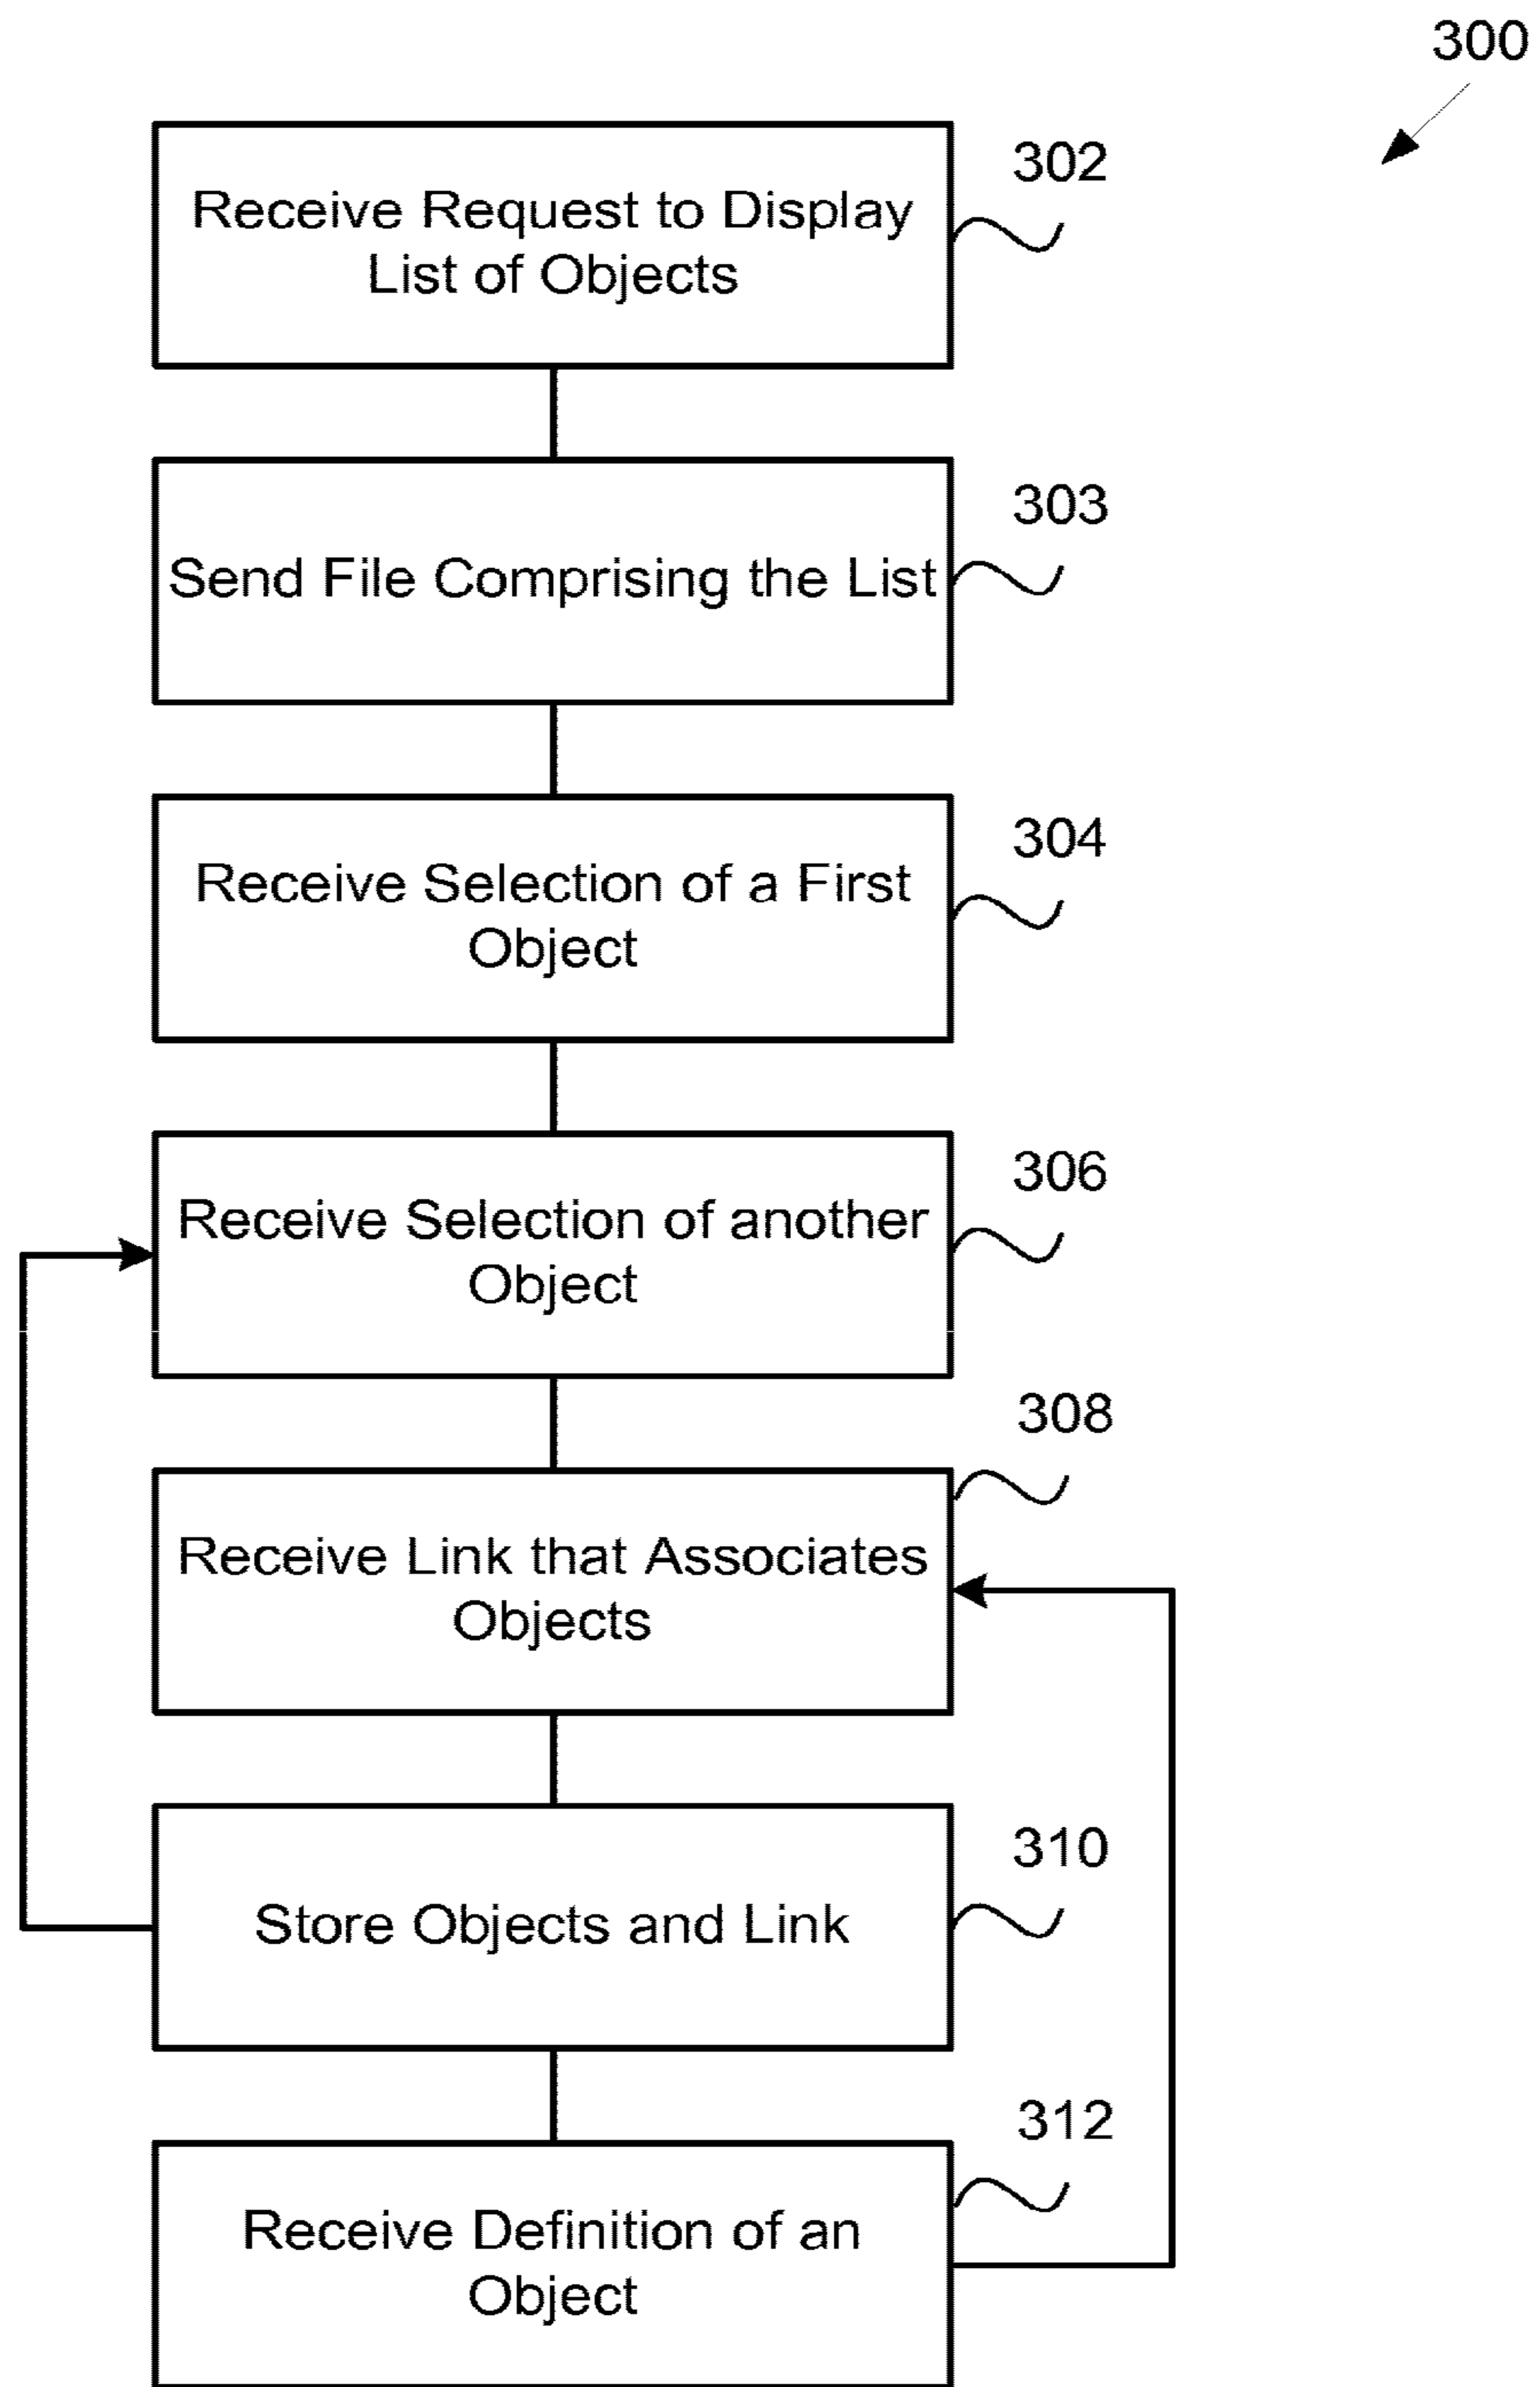 300
302
Receive Request to Display
List of Objects
303
Send File Comprising the List
304
Receive Selection of a First
Object
306
Receive Selection of another
Object
308
Receive Link that Associates
Objects
310
Store Objects and Link
312
Receive Definition of an
Object